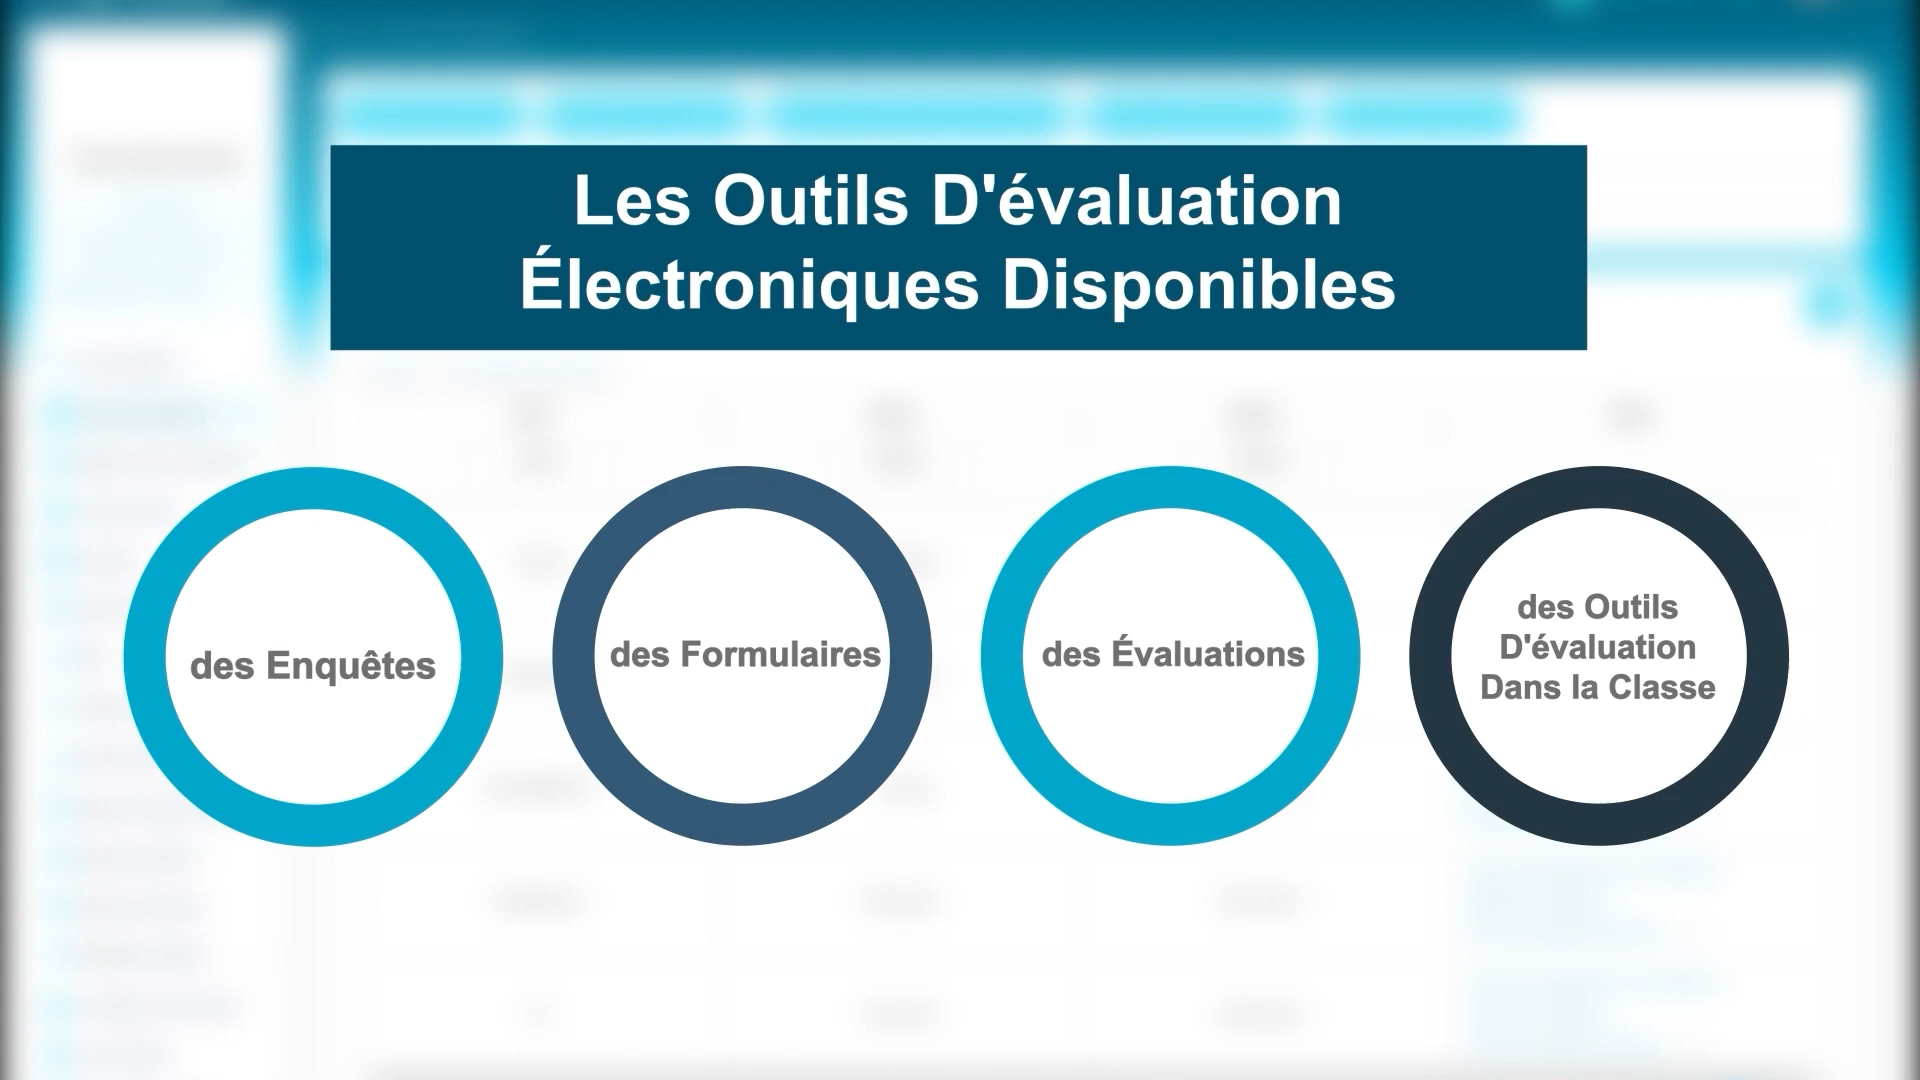 Les Outils D'évaluation
Électroniques Disponibles
des Enquêtes
des Formulaires
des Évaluations
des Outils
D'évaluation
Dans la Classe